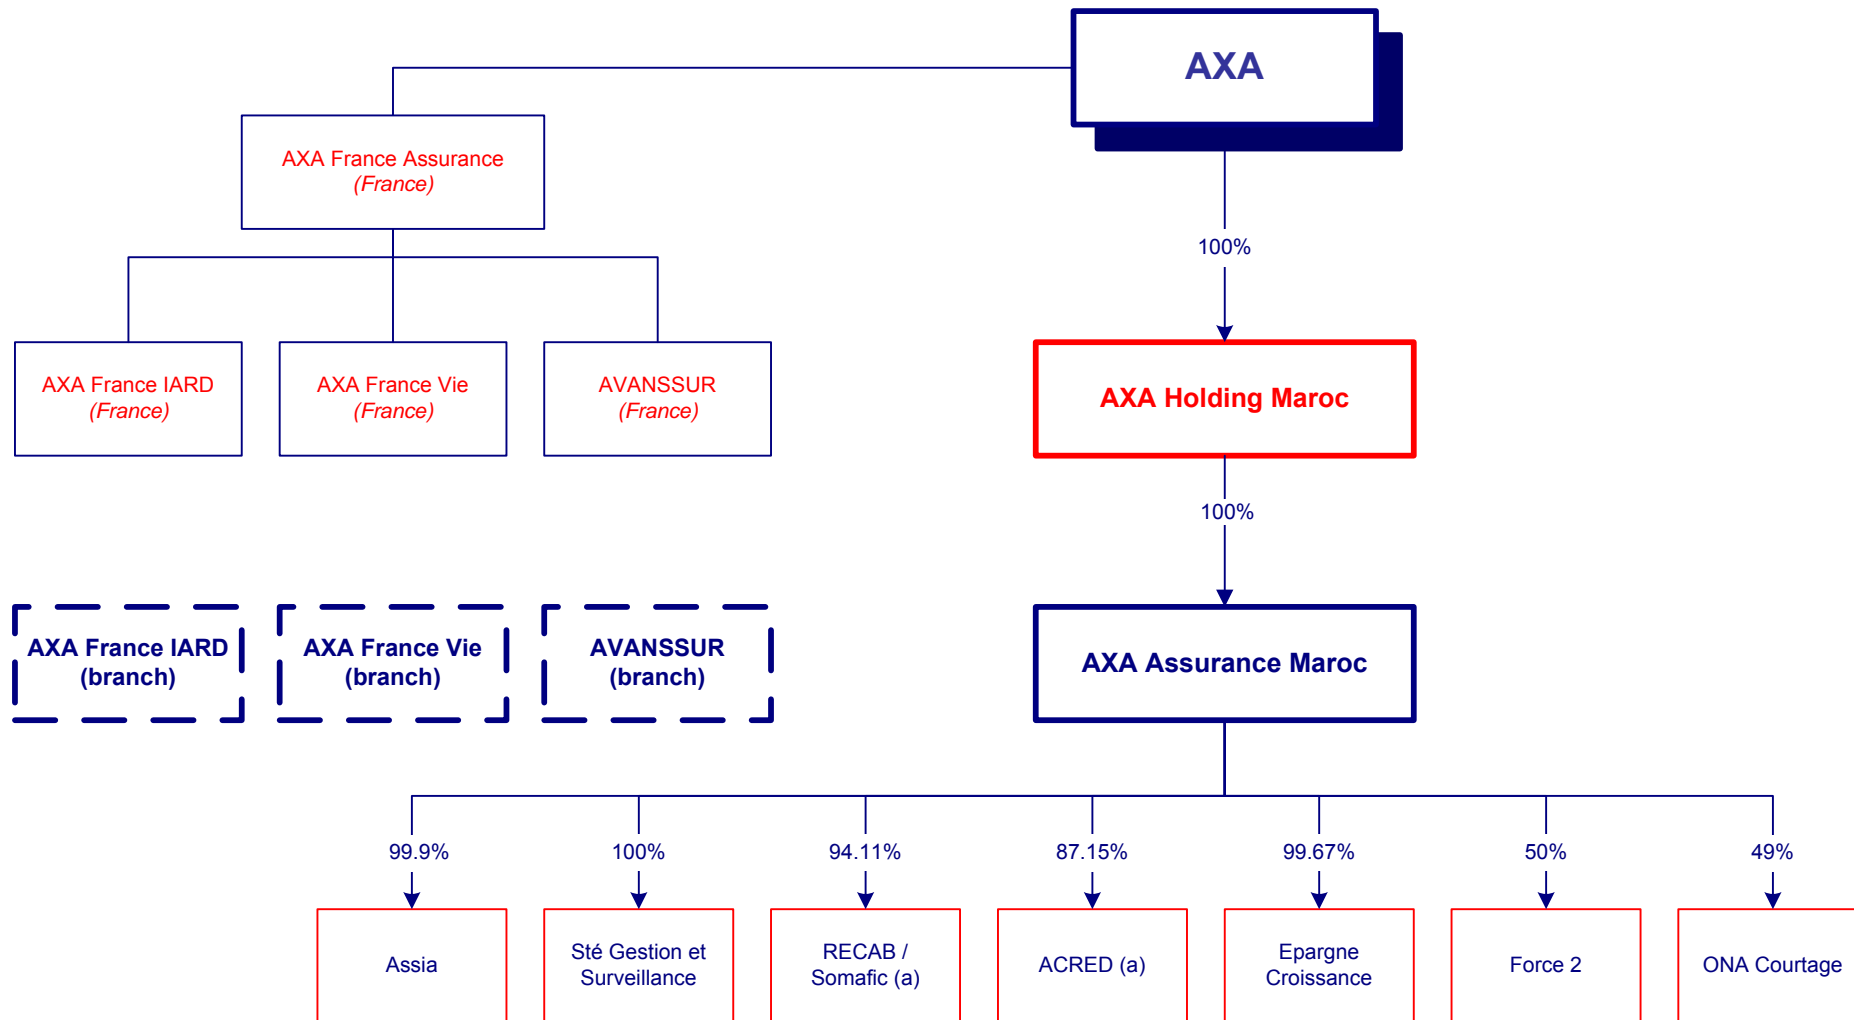 AXA
AXA France Assurance
(France)
100%
AXA France IARD
(France)
AXA France Vie
(France)
AVANSSUR
(France)
AXA Holding Maroc
100%
AXA France IARD
(branch)
AXA France Vie
(branch)
AVANSSUR
(branch)
AXA Assurance Maroc
99.9%
100%
94.11%
87.15%
99.67%
50%
49%
Assia
Sté Gestion et
Surveillance
RECAB /
Somafic (a)
ACRED (a)
Epargne
Croissance
Force 2
ONA Courtage